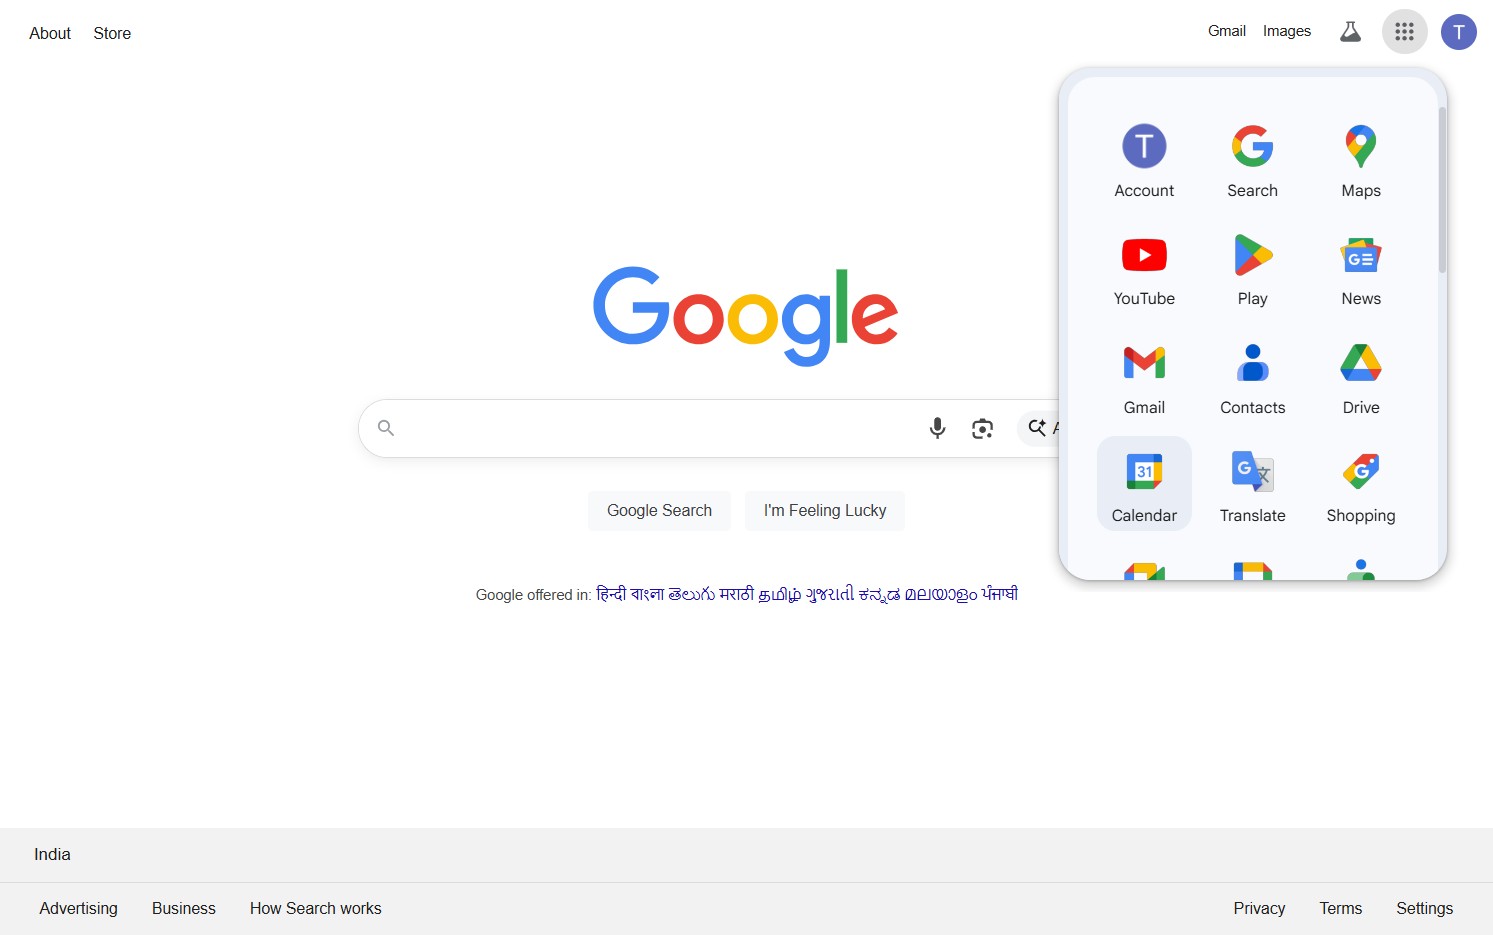 About Store
Gmail Images
T
T
Account Search Maps
YouTube Play News
Google
Gmail Contacts Drive
31
Calendar Translate Shopping
Google Search I'm Feeling Lucky
Google offered in: हिन्दी বাংলা తెలుగు मराठी தமிழ் ગુજરાતી ಕನ್ನಡ മലയാളം ਪੰਜਾਬੀ
India
Advertising Business How Search works
Privacy Terms Settings